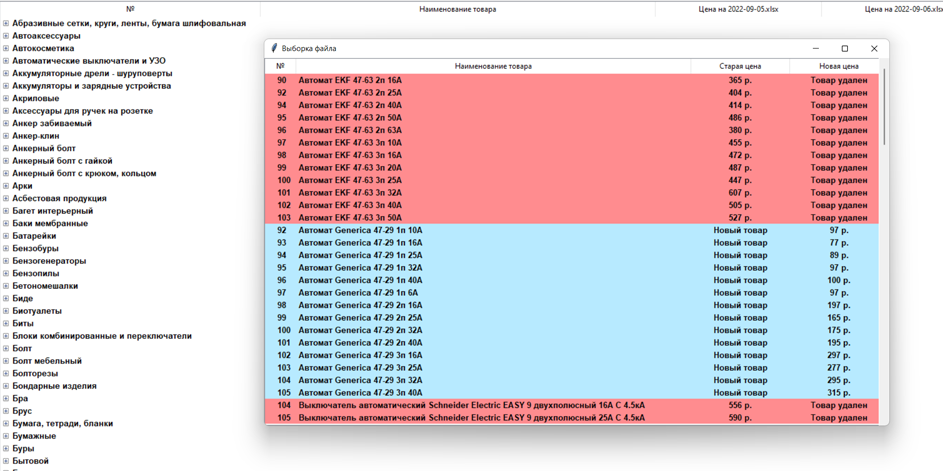 № Наименование товара Цена на 2022-09-05.xlsx Цена на 2022-09-06.xlsx
Абразивные сетки, круги, ленты, бумага шлифовальная
Автоаксессуары
Автокосметика
Автоматические выключатели и УЗО
Аккумуляторные дрели - шуруповерты
Аккумуляторы и зарядные устройства
Акриловые
Аксессуары для ручек на розетке
Анкер забиваемый
Анкер-клин
Анкерный болт
Анкерный болт с гайкой
Анкерный болт с крюком, кольцом
Арки
Асбестовая продукция
Багет интерьерный
Баки мембранные
Батарейки
Бензобуры
Бензогенераторы
Бензопилы
Бетономешалки
Биде
Биотуалеты
Биты
Блоки комбинированные и переключатели
Болт
Болт мебельный
Болторезы
Бондарные изделия
Бра
Брус
Бумага, тетради, бланки
Бумажные
Буры
Бытовой
Выборка файла
№ Наименование товара Старая цена Новая цена
90 Автомат EKF 47-63 2п 16А 365 р. Товар удален
92 Автомат EKF 47-63 2п 25А 404 р. Товар удален
94 Автомат EKF 47-63 2п 40А 414 р. Товар удален
95 Автомат EKF 47-63 2п 50А 486 р. Товар удален
96 Автомат EKF 47-63 2п 63А 380 р. Товар удален
97 Автомат EKF 47-63 3п 10А 455 р. Товар удален
98 Автомат EKF 47-63 3п 16А 472 р. Товар удален
99 Автомат EKF 47-63 3п 20А 487 р. Товар удален
100 Автомат EKF 47-63 3п 25А 447 р. Товар удален
101 Автомат EKF 47-63 3п 32А 607 р. Товар удален
102 Автомат EKF 47-63 3п 40А 505 р. Товар удален
103 Автомат EKF 47-63 3п 50А 527 р. Товар удален
92 Автомат Generica 47-29 1п 10А Новый товар 97 р.
93 Автомат Generica 47-29 1п 16А Новый товар 77 р.
94 Автомат Generica 47-29 1п 25А Новый товар 89 р.
95 Автомат Generica 47-29 1п 32А Новый товар 97 р.
96 Автомат Generica 47-29 1п 40А Новый товар 100 р.
97 Автомат Generica 47-29 1п 6А Новый товар 97 р.
98 Автомат Generica 47-29 2п 16А Новый товар 197 р.
99 Автомат Generica 47-29 2п 25А Новый товар 165 р.
100 Автомат Generica 47-29 2п 32А Новый товар 175 р.
101 Автомат Generica 47-29 2п 40А Новый товар 195 р.
102 Автомат Generica 47-29 3п 16А Новый товар 297 р.
103 Автомат Generica 47-29 3п 25А Новый товар 277 р.
104 Автомат Generica 47-29 3п 32А Новый товар 295 р.
105 Автомат Generica 47-29 3п 40А Новый товар 315 р.
104 Выключатель автоматический Schneider Electric EASY 9 двухполюсный 16А С 4.5кА 556 р. Товар удален
105 Выключатель автоматический Schneider Electric EASY 9 двухполюсный 25А С 4.5кА 590 р. Товар удален